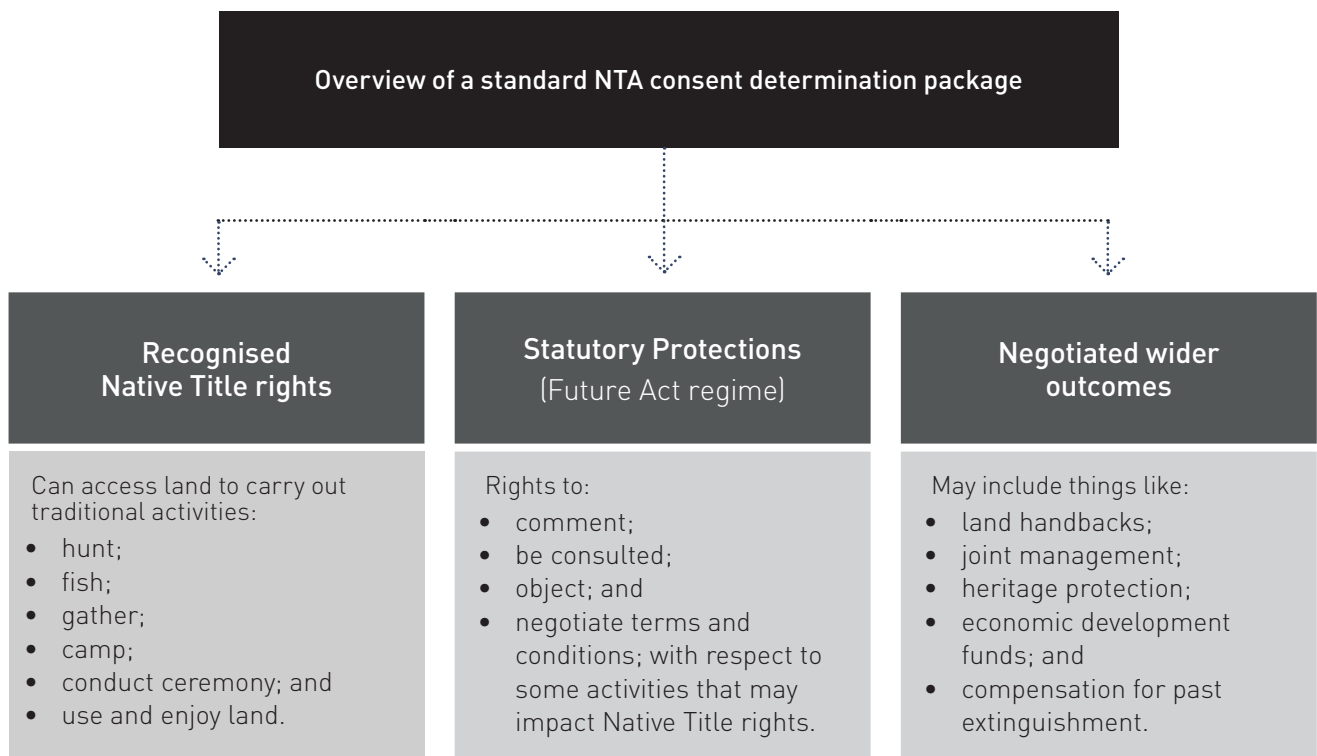 Overview of a standard NTA consent determination package
Recognised
Native Title rights
Can access land to carry out
traditional activities:
• hunt;
• fish;
• gather;
• camp;
• conduct ceremony; and
• use and enjoy land.
Statutory Protections
(Future Act regime)
Rights to:
• comment;
• be consulted;
• object; and
• negotiate terms and
conditions; with respect to
some activities that may
impact Native Title rights.
Negotiated wider
outcomes
May include things like:
• land handbacks;
• joint management;
• heritage protection;
• economic development
funds; and
• compensation for past
extinguishment.